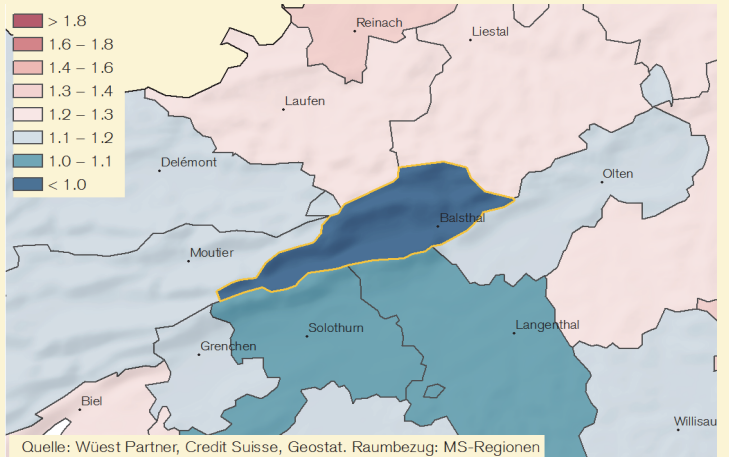 > 1.8
1.6 – 1.8
1.4 – 1.6
1.3 – 1.4
1.2 – 1.3
1.1 – 1.2
1.0 – 1.1
< 1.0
Reinach
Liestal
Laufen
Delémont
Olten
Balsthal
Moutier
Solothurn
Langenthal
Grenchen
Biel
Willisau
Quelle: Wüest Partner, Credit Suisse, Geostat. Raumbezug: MS-Regionen